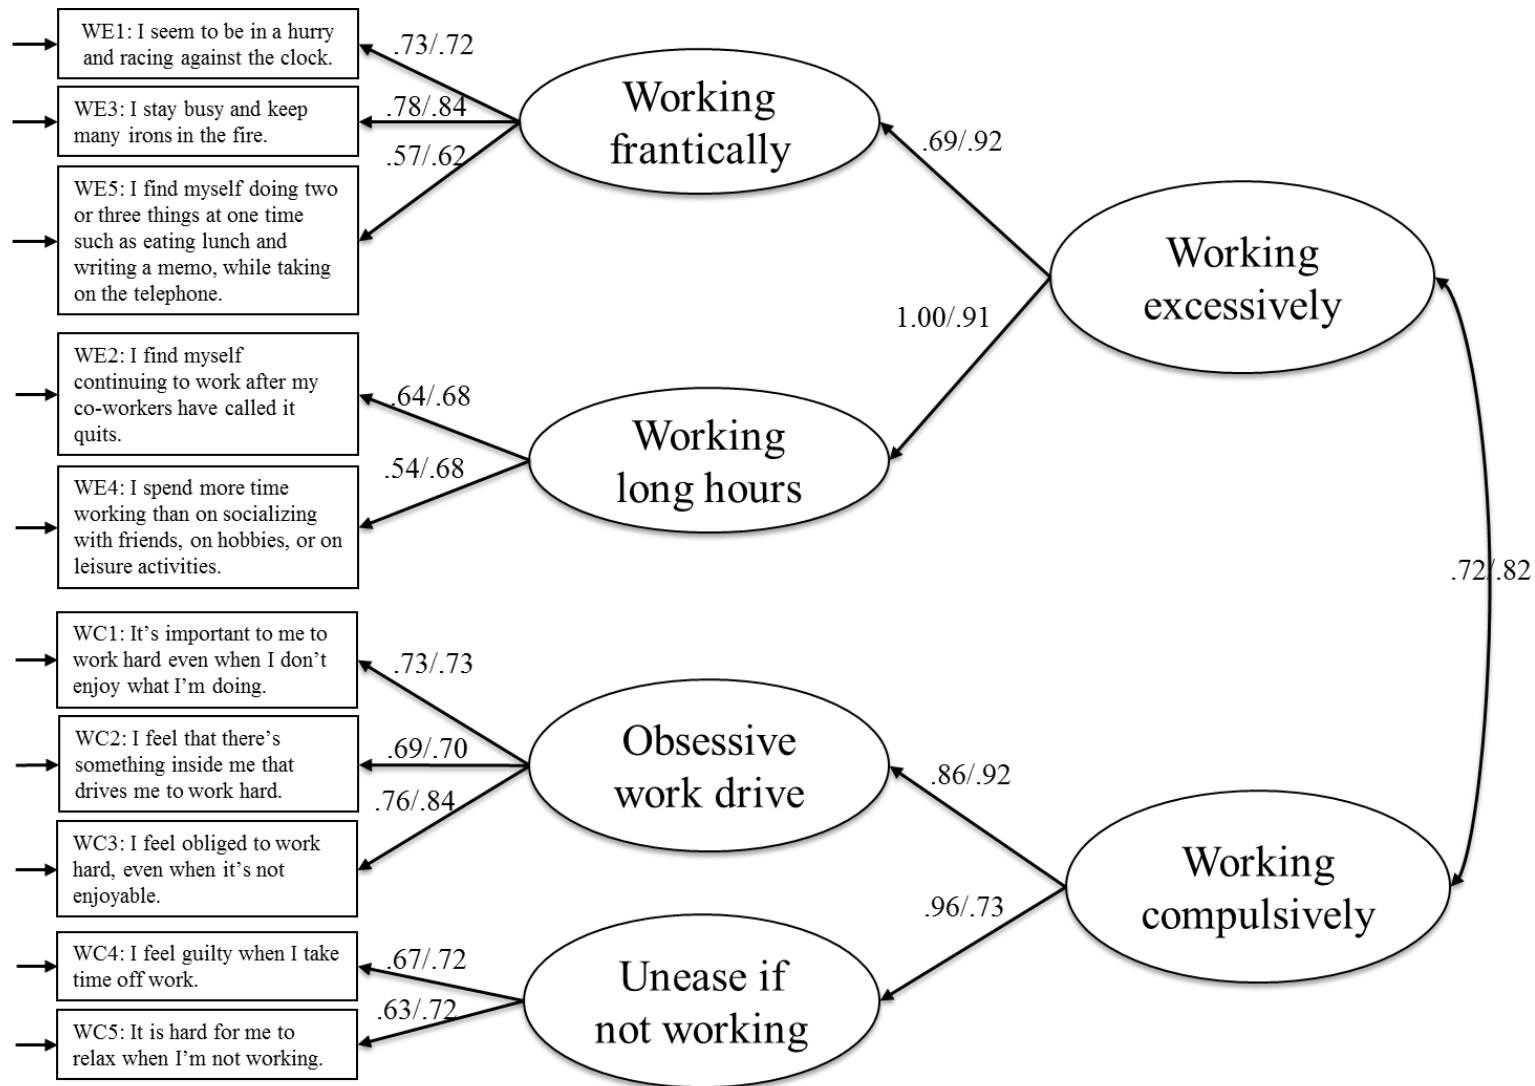 WE1: I seem to be in a hurry
and racing against the clock.
WE3: I stay busy and keep
many irons in the fire.
WE5: I find myself doing two
or three things at one time
such as eating lunch and
writing a memo, while taking
on the telephone.
WE2: I find myself
continuing to work after my
co-workers have called it
quits.
WE4: I spend more time
working than on socializing
with friends, on hobbies, or on
leisure activities.
WC1: It’s important to me to
work hard even when I don’t
enjoy what I’m doing.
WC2: I feel that there’s
something inside me that
drives me to work hard.
WC3: I feel obliged to work
hard, even when it’s not
enjoyable.
WC4: I feel guilty when I take
time off work.
WC5: It is hard for me to
relax when I’m not working.
.73/.72
.78/.84
.57/.62
.64/.68
.54/.68
.73/.73
.69/.70
.76/.84
.67/.72
.63/.72
Working
frantically
Working
long hours
Obsessive
work drive
Unease if
not working
.69/.92
1.00/.91
.86/.92
.96/.73
Working
excessively
Working
compulsively
.72/.82